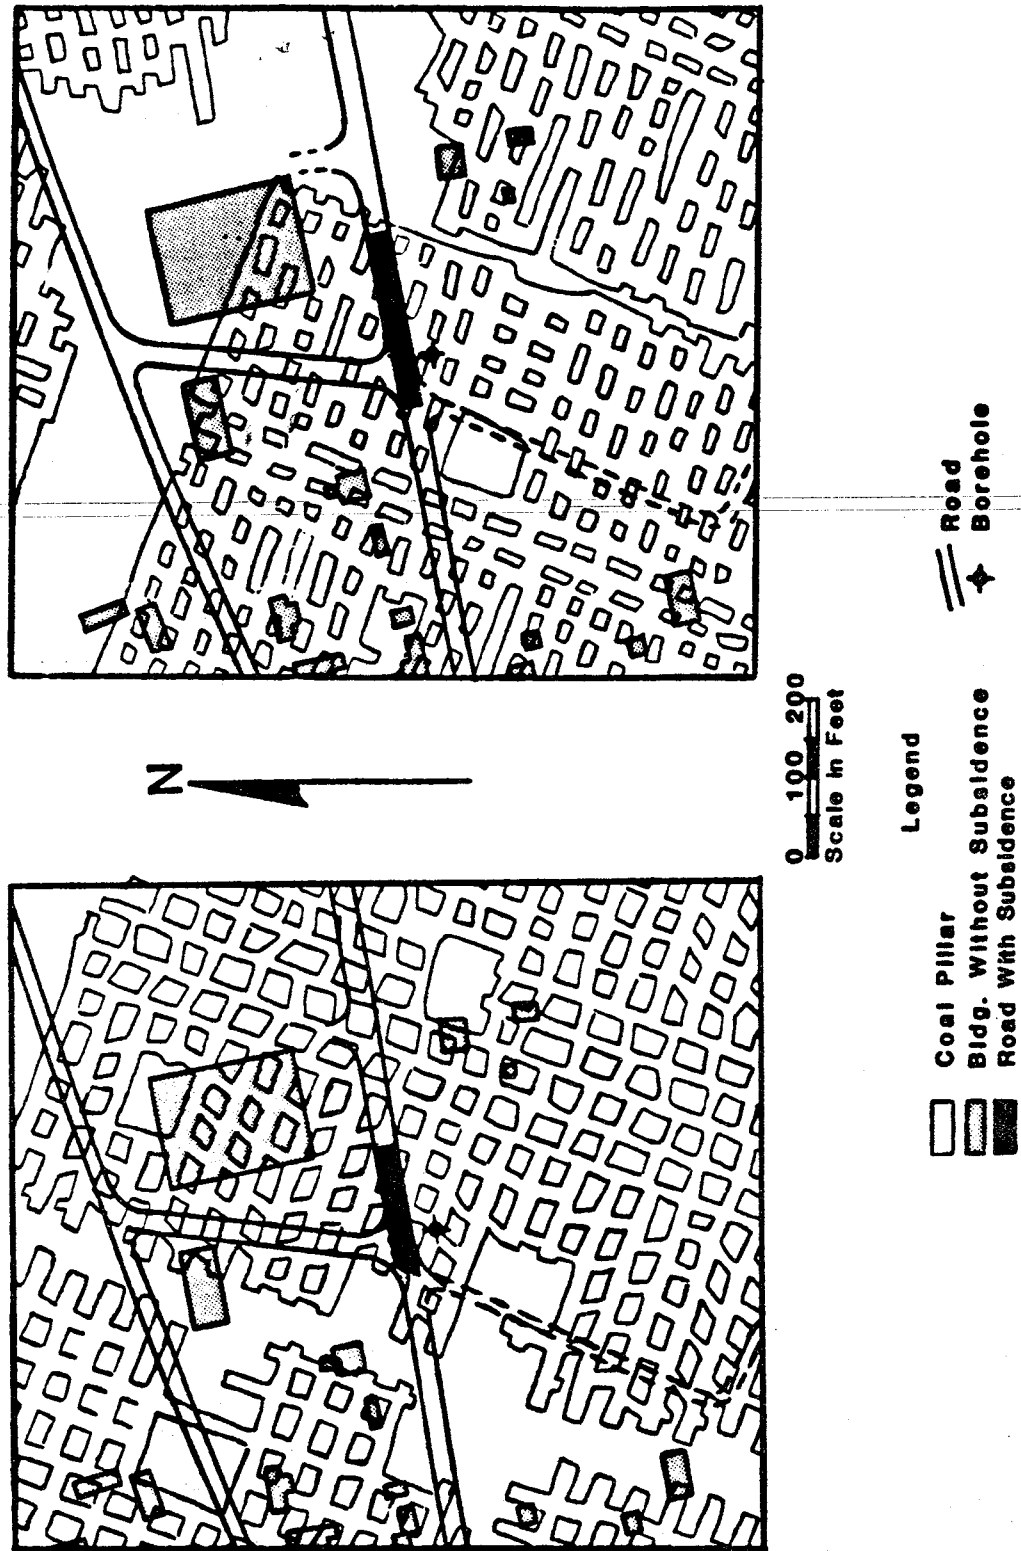 N
0 100 200
Scale in Feet
Legend
Coal Pillar
Bldg. Without Subsidence
Road With Subsidence
Road
Borehole